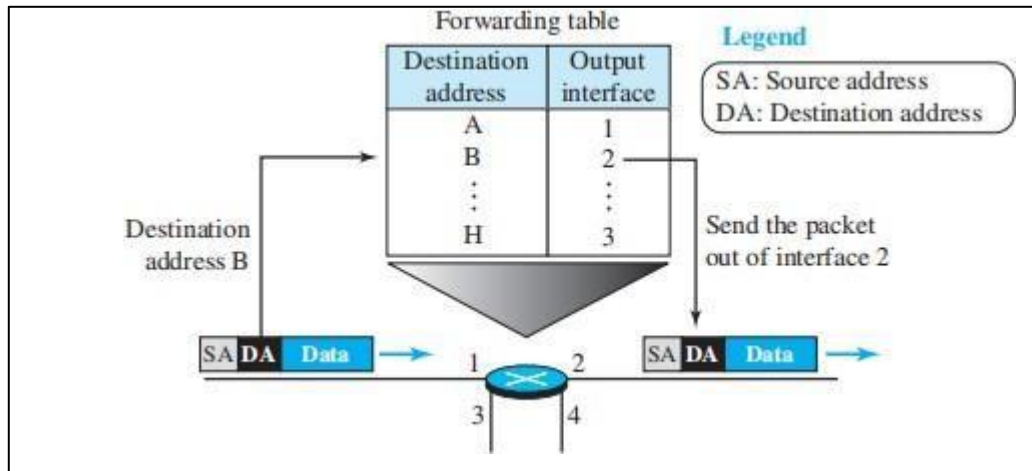 Forwarding table
Destination address
Output interface
A 1
B 2
H 3
Legend
SA: Source address
DA: Destination address
Destination
address B
Send the packet
out of interface 2
SA DA Data
1 2
3 4
SA DA Data